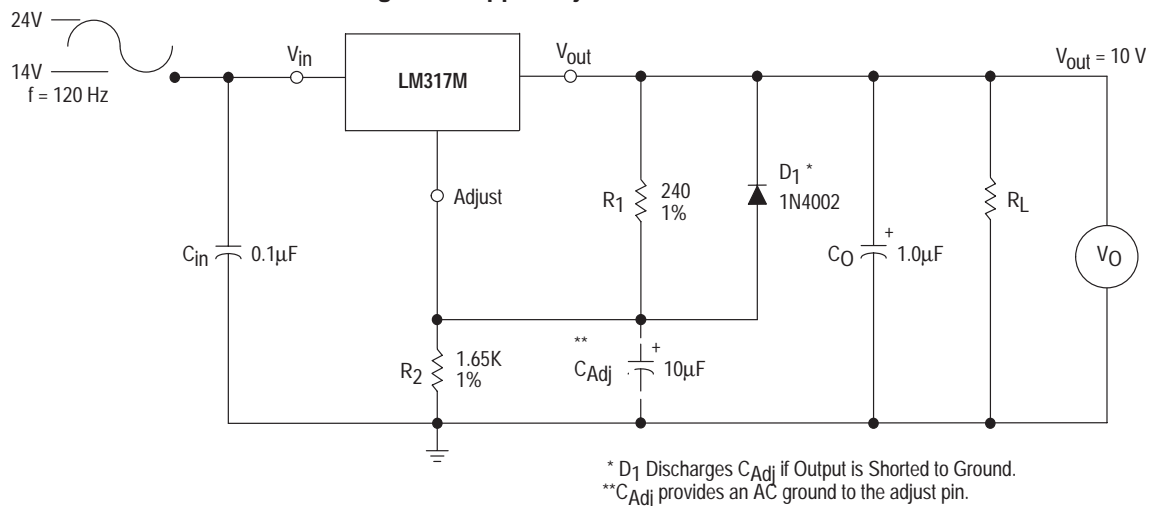 24V
14V
f = 120 Hz
Vin
LM317M
Vout
Vout = 10 V
Adjust
R1
240
1%
D1 *
1N4002
Cin
0.1µF
CO
+
1.0µF
RL
VO
R2
1.65K
1%
**
CAdj
+
10µF
* D1 Discharges CAdj if Output is Shorted to Ground.
**CAdj provides an AC ground to the adjust pin.